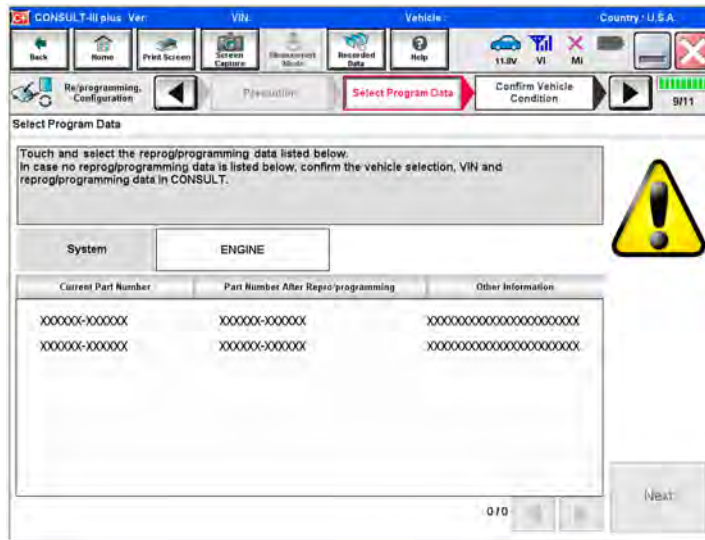 CONSULT-III plus Ver: VIN: Vehicle : Country : U.S.A.
Back Home Print Screen Screen Capture Measurement Mode Recorded Data Help 11.8V VI MI
Re/programming, Configuration Precaution Select Program Data Confirm Vehicle Condition 9/11
Select Program Data
Touch and select the reprog/programming data listed below.
In case no reprog/programming data is listed below, confirm the vehicle selection, VIN and
reprog/programming data in CONSULT.
System ENGINE
Current Part Number Part Number After Repro/programming Other Information
XXXXXX-XXXXXX XXXXXX-XXXXXX XXXXXXXXXXXXXXXXXXXXXXX
XXXXXX-XXXXXX XXXXXX-XXXXXX XXXXXXXXXXXXXXXXXXXXXXX
0/0 Next